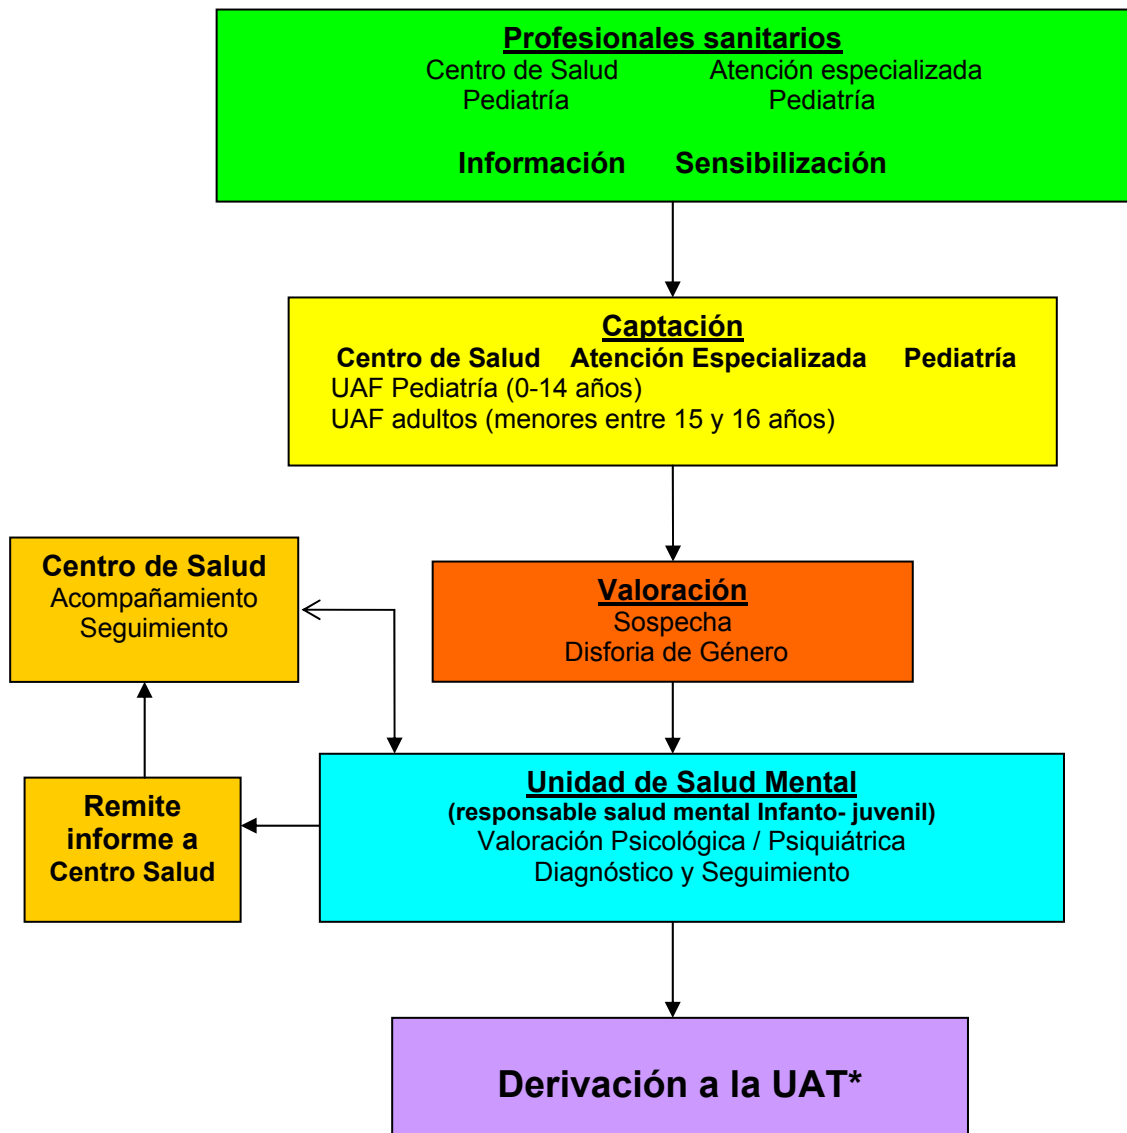 Profesionales sanitarios
Centro de Salud Atención especializada
Pediatría Pediatría
Información Sensibilización
Captación
Centro de Salud Atención Especializada Pediatría
UAF Pediatría (0-14 años)
UAF adultos (menores entre 15 y 16 años)
Centro de Salud
Acompañamiento
Seguimiento
Valoración
Sospecha
Disforia de Género
Remite
informe a
Centro Salud
Unidad de Salud Mental
(responsable salud mental Infanto- juvenil)
Valoración Psicológica / Psiquiátrica
Diagnóstico y Seguimiento
Derivación a la UAT*